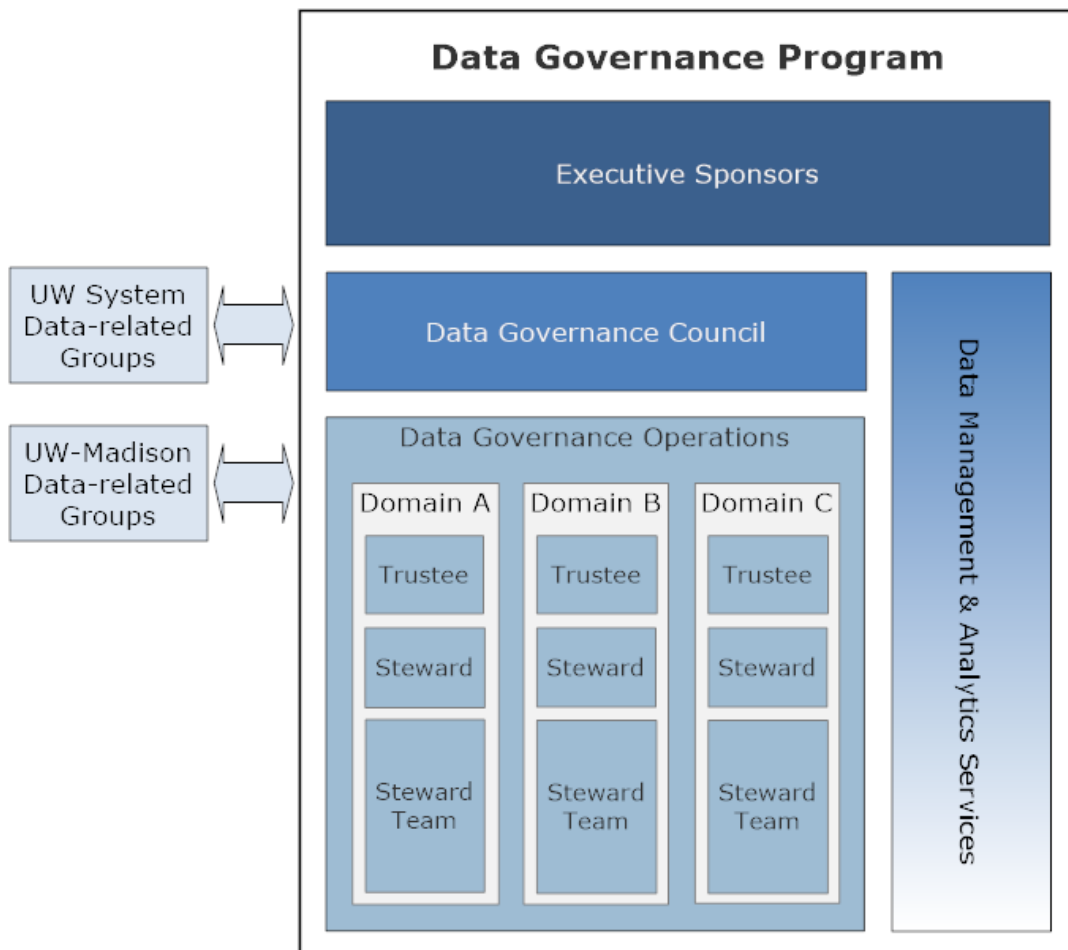 Data Governance Program
Executive Sponsors
UW System
Data-related
Groups
Data Governance Council
UW-Madison
Data-related
Groups
Data Governance Operations
Domain A
Trustee
Steward
Steward
Team
Domain B
Trustee
Steward
Steward
Team
Domain C
Trustee
Steward
Steward
Team
Data Management & Analytics Services